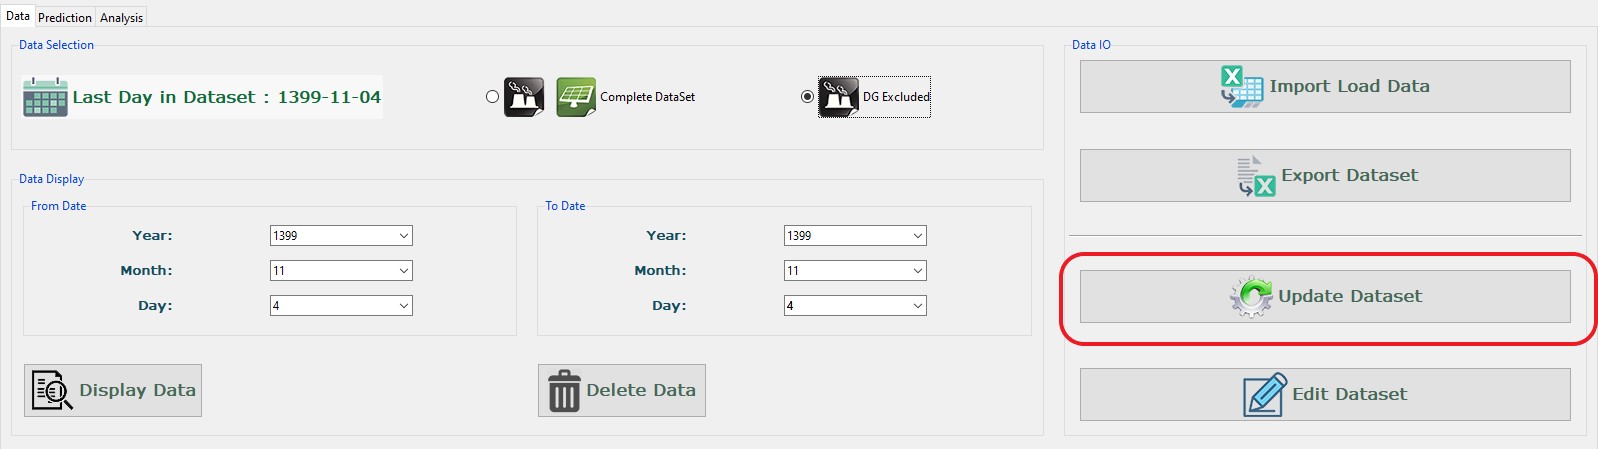 Data Prediction Analysis
Data Selection
Last Day in Dataset : 1399-11-04
Complete DataSet
DG Excluded
Data Display
From Date
Year: 1399
Month: 11
Day: 4
To Date
Year: 1399
Month: 11
Day: 4
Display Data
Delete Data
Data IO
Import Load Data
Export Dataset
Update Dataset
Edit Dataset